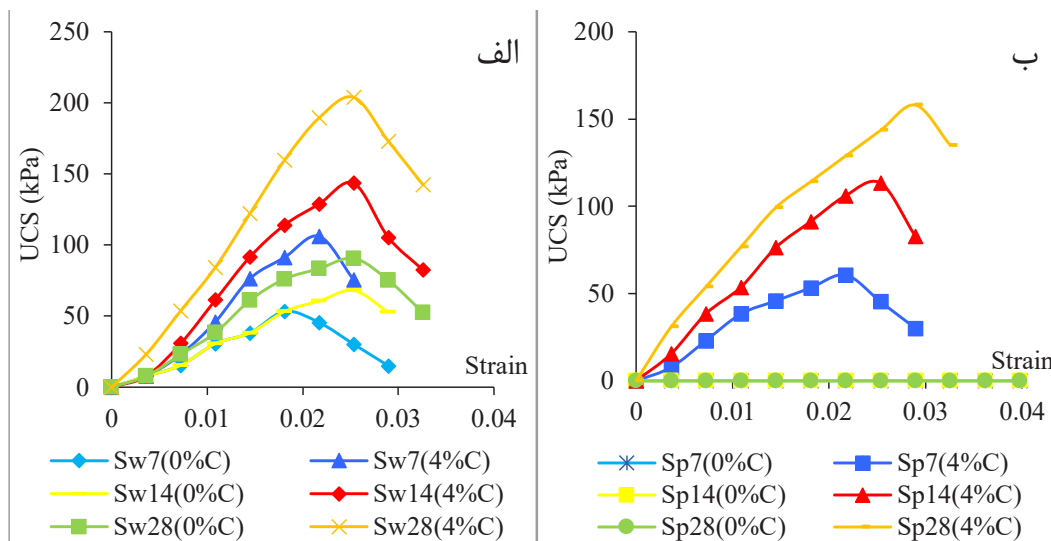 الف
UCS (kPa)
250
200
150
100
50
0
0 0.01 0.02 0.03 0.04
Strain
Sw7(0%C) Sw7(4%C)
Sw14(0%C) Sw14(4%C)
Sw28(0%C) Sw28(4%C)
ب
UCS (kPa)
200
150
100
50
0
0 0.01 0.02 0.03 0.04
Strain
Sp7(0%C) Sp7(4%C)
Sp14(0%C) Sp14(4%C)
Sp28(0%C) Sp28(4%C)